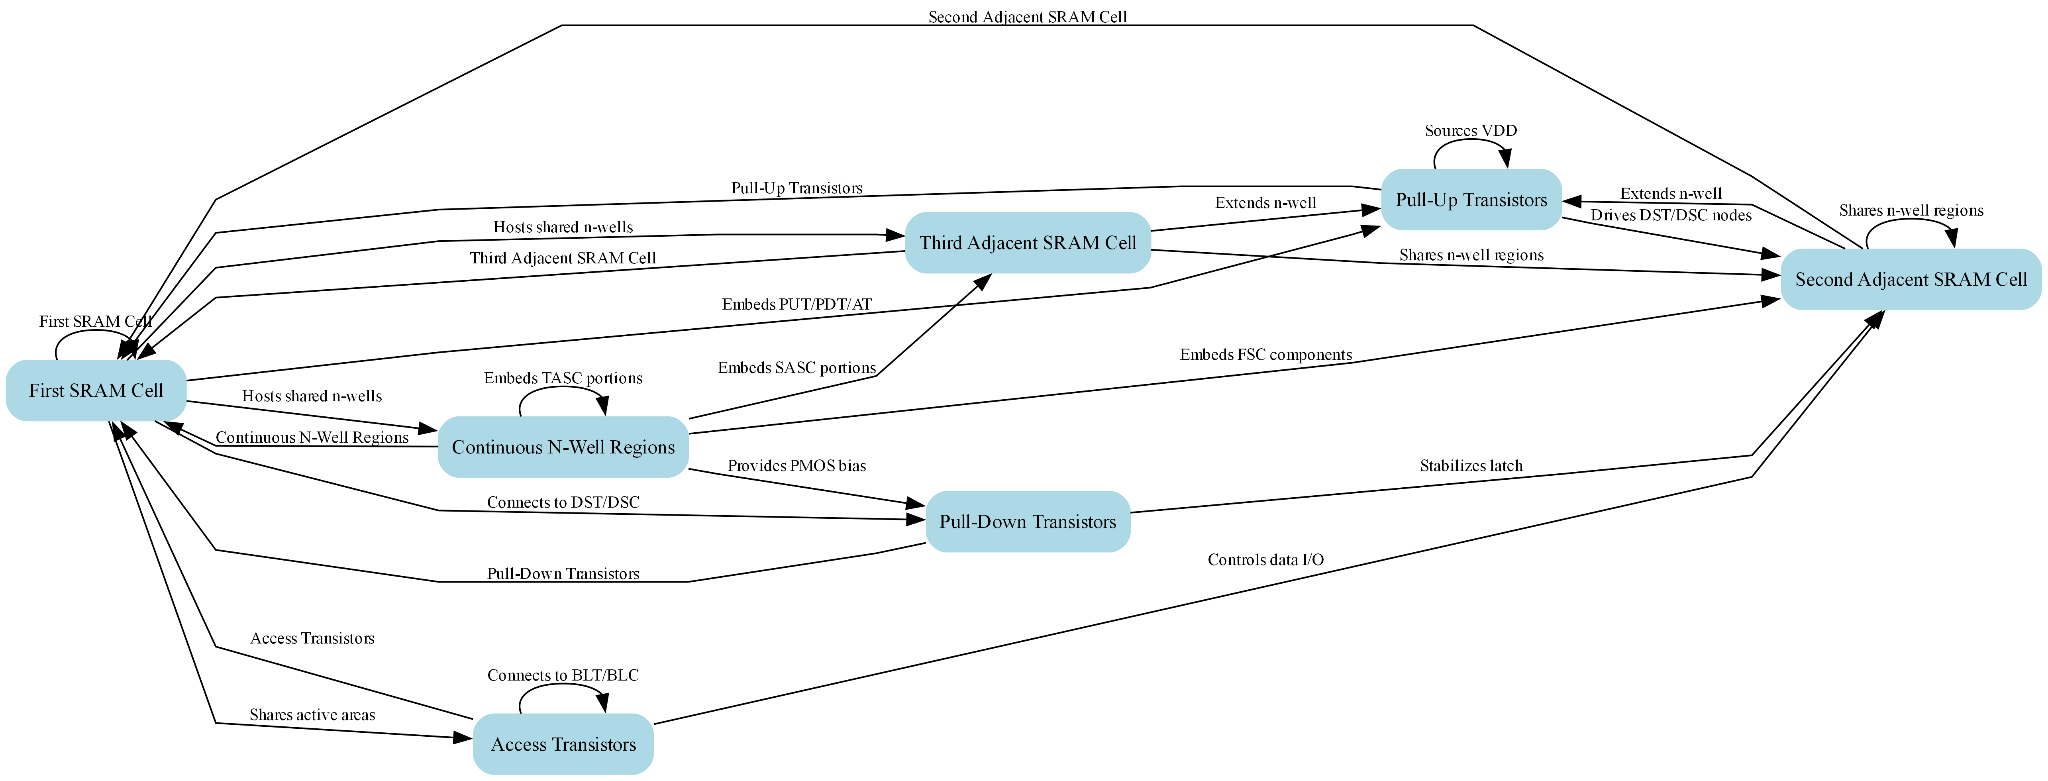 Second Adjacent SRAM Cell
Sources VDD
Pull-Up Transistors
Pull-Up Transistors
Extends n-well
Extends n-well
Shares n-well regions
Drives DST/DSC nodes
Hosts shared n-wells
Third Adjacent SRAM Cell
Third Adjacent SRAM Cell
Shares n-well regions
Second Adjacent SRAM Cell
Embeds PUT/PDT/AT
First SRAM Cell
Embeds FSC components
Embeds SASC portions
Embeds TASC portions
First SRAM Cell
Hosts shared n-wells
Continuous N-Well Regions
Continuous N-Well Regions
Provides PMOS bias
Stabilizes latch
Connects to DST/DSC
Pull-Down Transistors
Controls data I/O
Pull-Down Transistors
Access Transistors
Connects to BLT/BLC
Shares active areas
Access Transistors